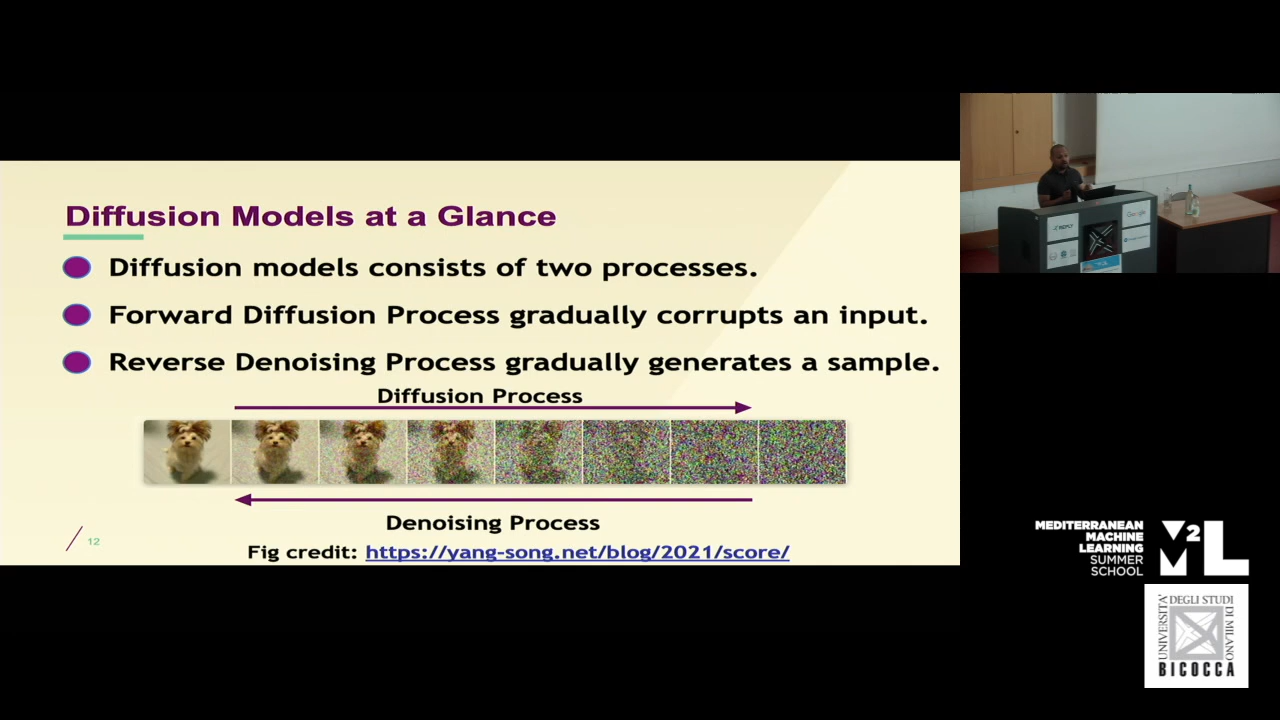 Diffusion Models at a Glance
Diffusion models consists of two processes.
Forward Diffusion Process gradually corrupts an input.
Reverse Denoising Process gradually generates a sample.
Diffusion Process
Denoising Process
12
Fig credit: https://yang-song.net/blog/2021/score/
Google
MEDITERRANEAN
MACHINE
LEARNING
SUMMER
SCHOOL
M2L
UNIVERSITÀ
DEGLI STUDI
DI MILANO
BICOCCA